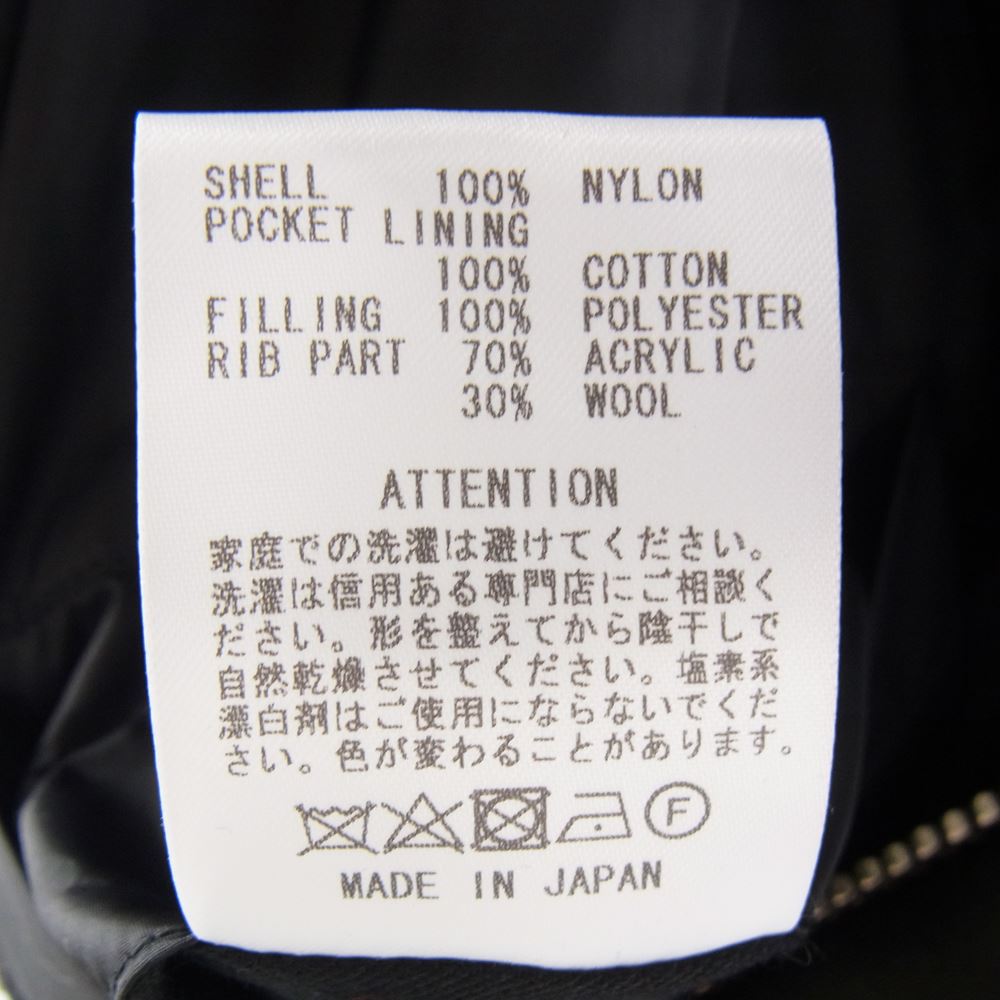 SHELL 100% NYLON
POCKET LINING
100% COTTON
FILLING 100% POLYESTER
RIB PART 70% ACRYLIC
30% WOOL
ATTENTION
家庭での洗濯は避けてください。
洗濯は信用ある専門店にご相談く
ださい。形を整えてから陰干しで
自然乾燥させてください。塩素系
漂白剤はご使用にならないでくだ
さい。色が変わることがあります。
F
MADE IN JAPAN